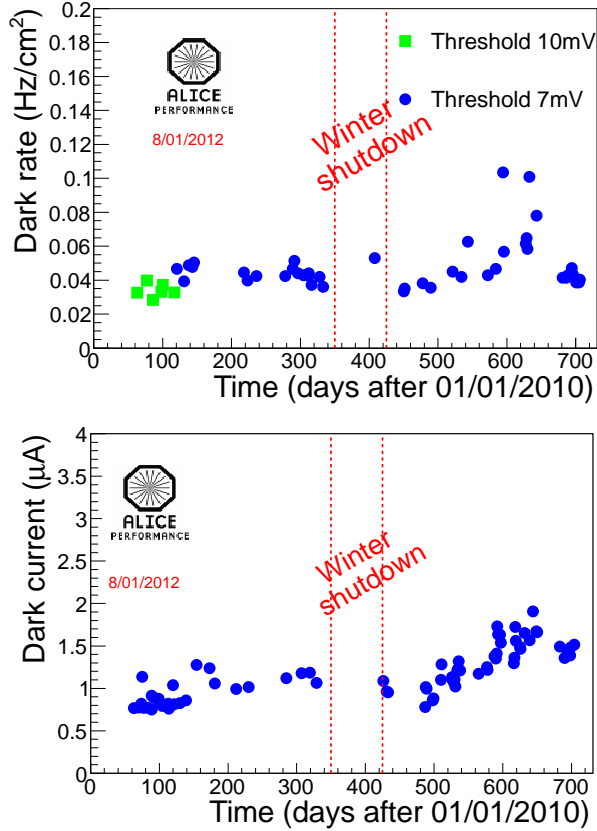 0.2
0.18
0.16
0.14
0.12
0.1
0.08
0.06
0.04
0.02
0
Dark rate (Hz/cm²)
ALICE
PERFORMANCE
8/01/2012
Winter
shutdown
Threshold 10mV
Threshold 7mV
0 100 200 300 400 500 600 700
Time (days after 01/01/2010)
4
3.5
3
2.5
2
1.5
1
0.5
0
Dark current (μA)
ALICE
PERFORMANCE
8/01/2012
Winter
shutdown
0 100 200 300 400 500 600 700
Time (days after 01/01/2010)